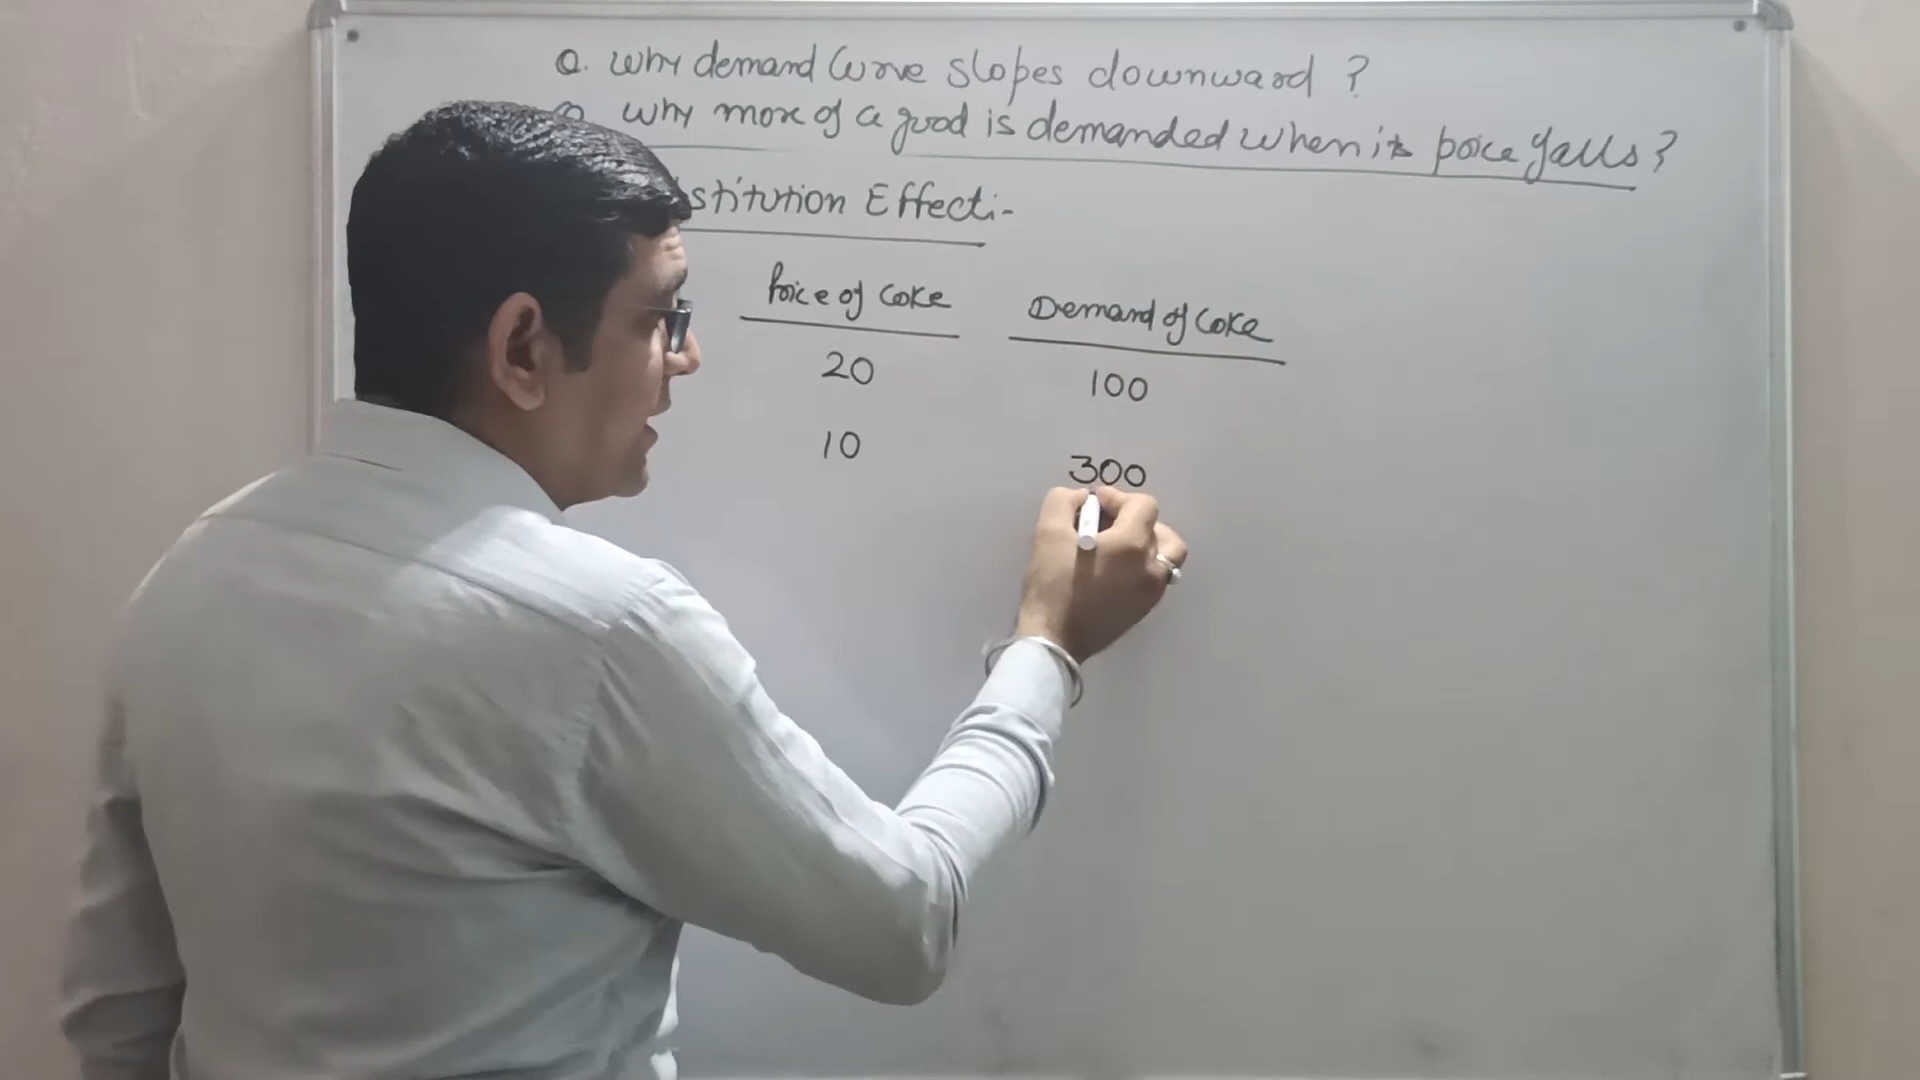 Q. Why demand Curve slopes downward ?
Q. Why more of a good is demanded when its price falls ?
stitution Effect:-
Price of Coke Demand of Coke
20 100
10 300